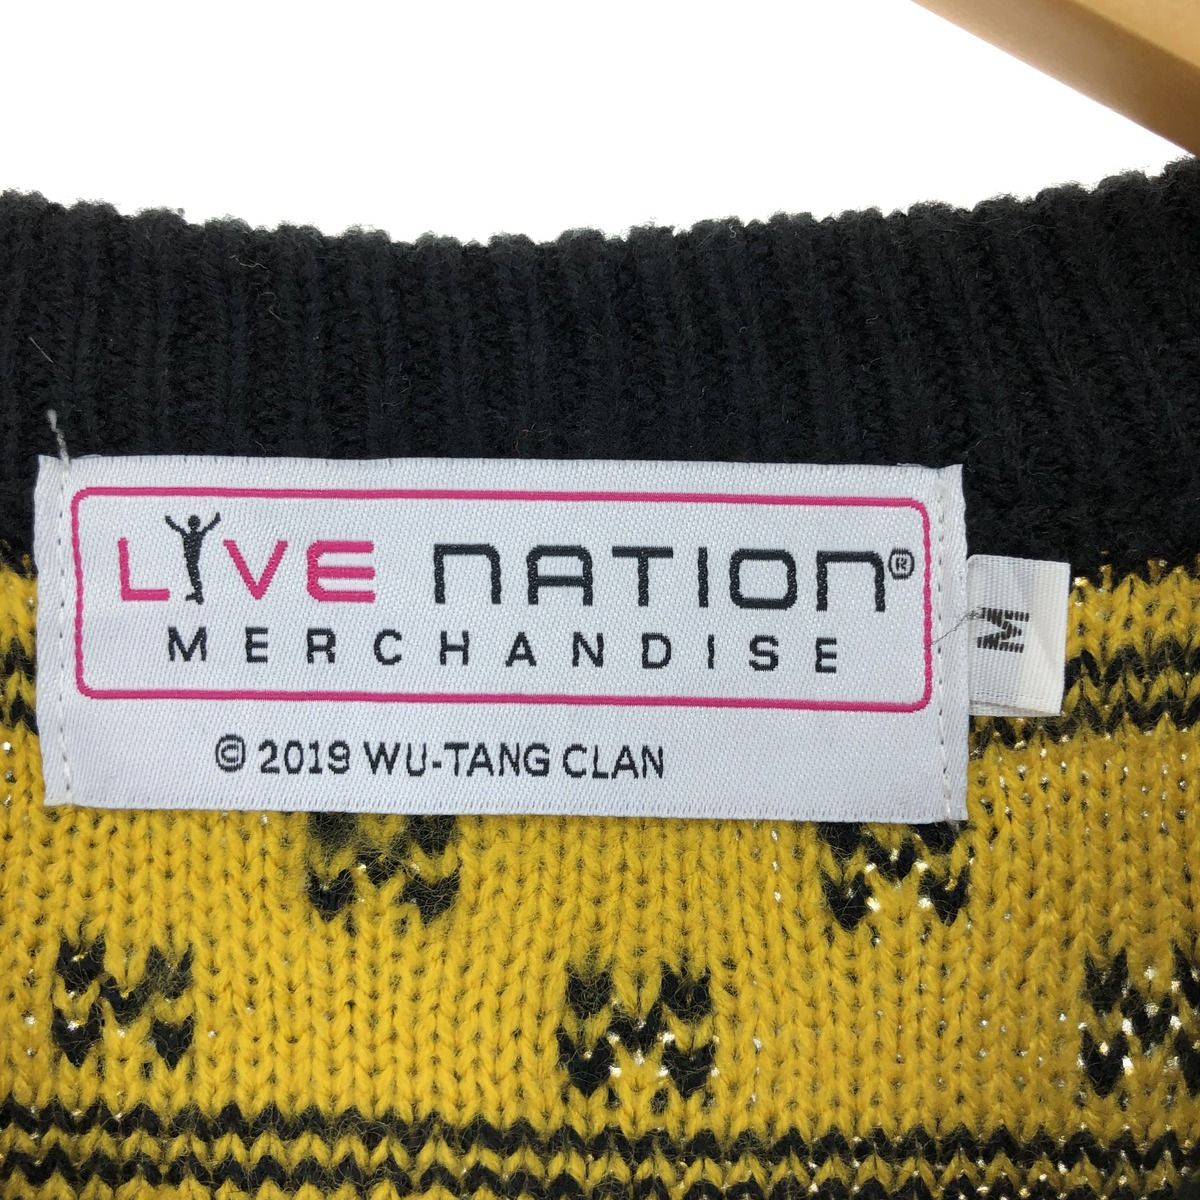 LIVE NATION®
MERCHANDISE
© 2019 WU-TANG CLAN
M